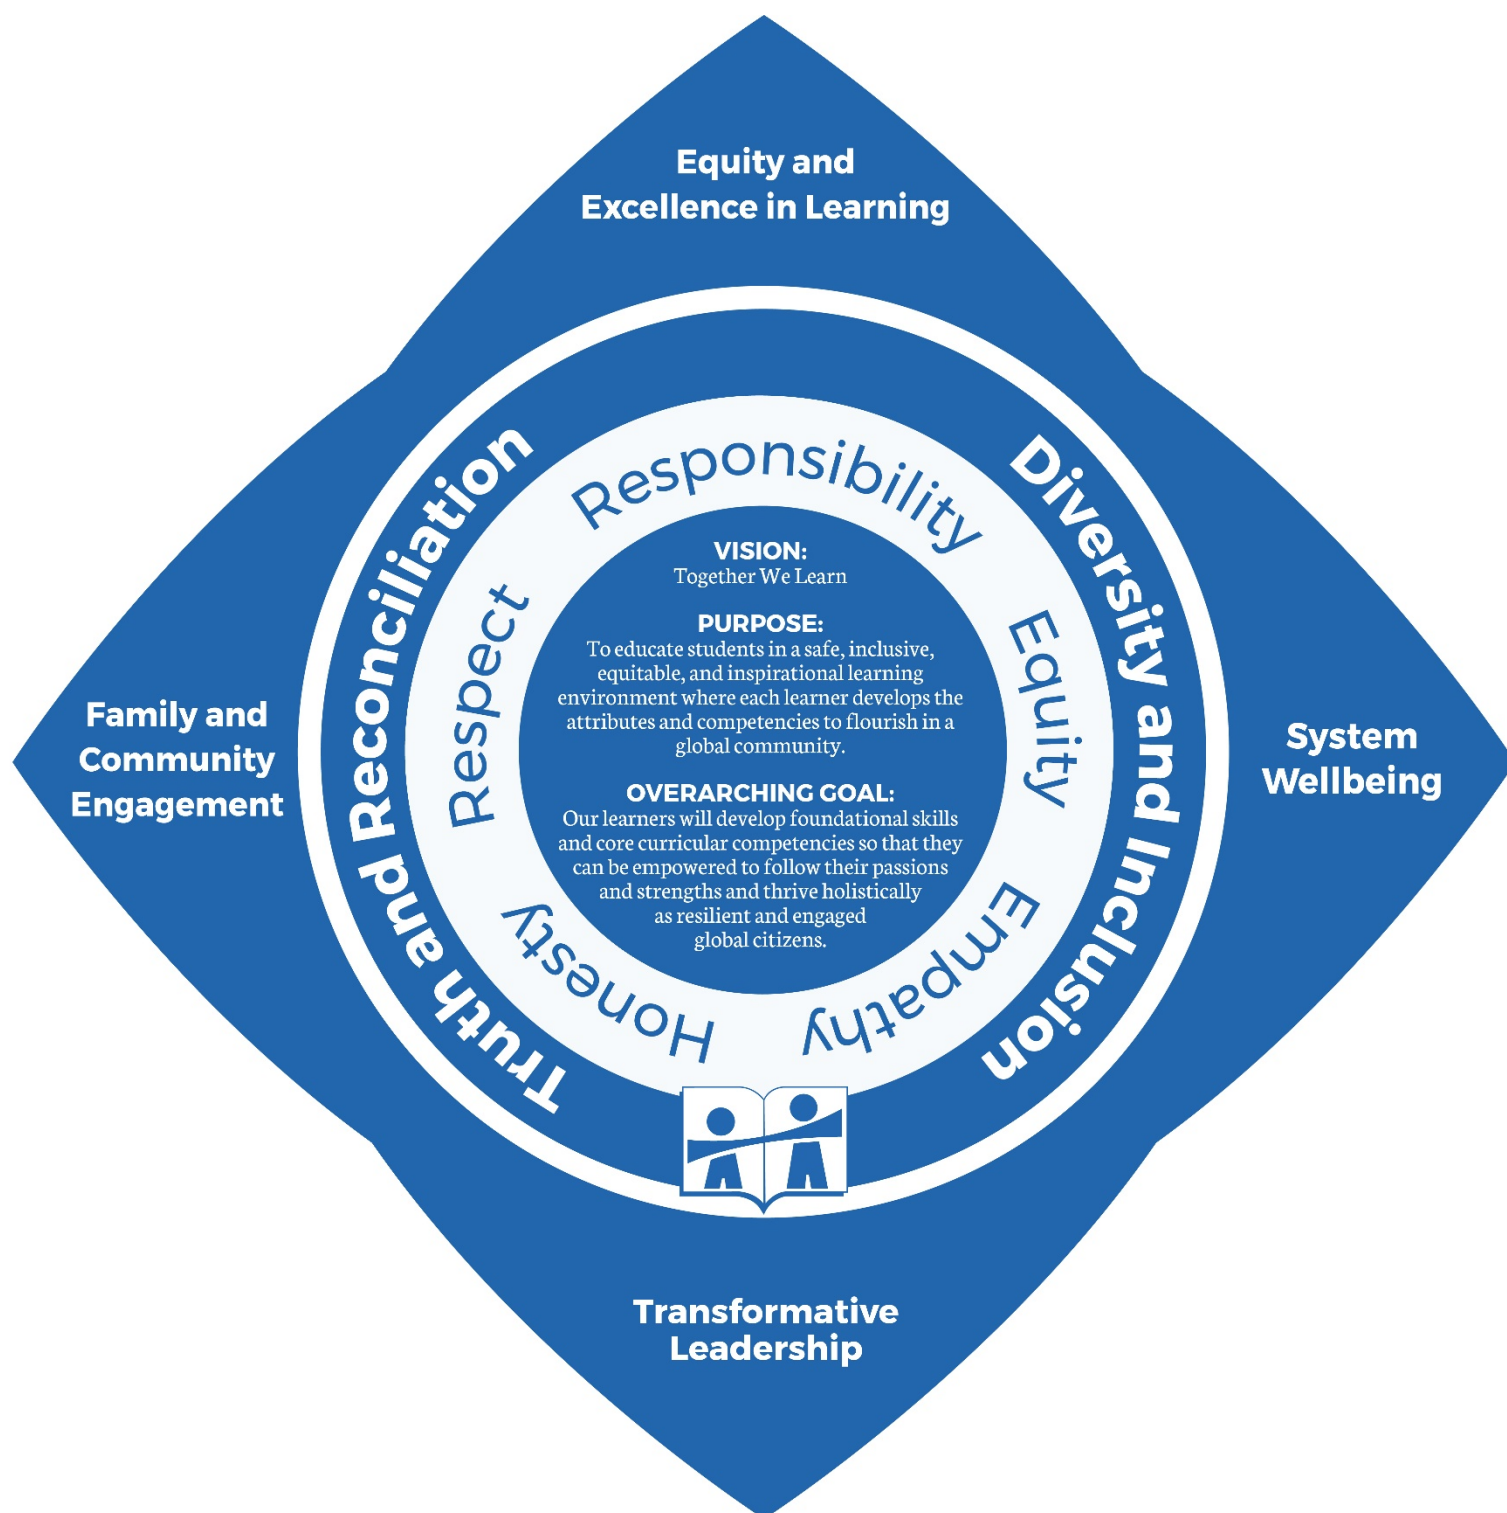 Equity and
Excellence in Learning
Truth and Reconciliation
Diversity and Inclusion
Responsibility
Equity
Empathy
Honesty
Respect
VISION:
Together We Learn
PURPOSE:
To educate students in a safe, inclusive,
equitable, and inspirational learning
environment where each learner develops the
attributes and competencies to flourish in a
global community.
OVERARCHING GOAL:
Our learners will develop foundational skills
and core curricular competencies so that they
can be empowered to follow their passions
and strengths and thrive holistically
as resilient and engaged
global citizens.
Family and
Community
Engagement
System
Wellbeing
Transformative
Leadership